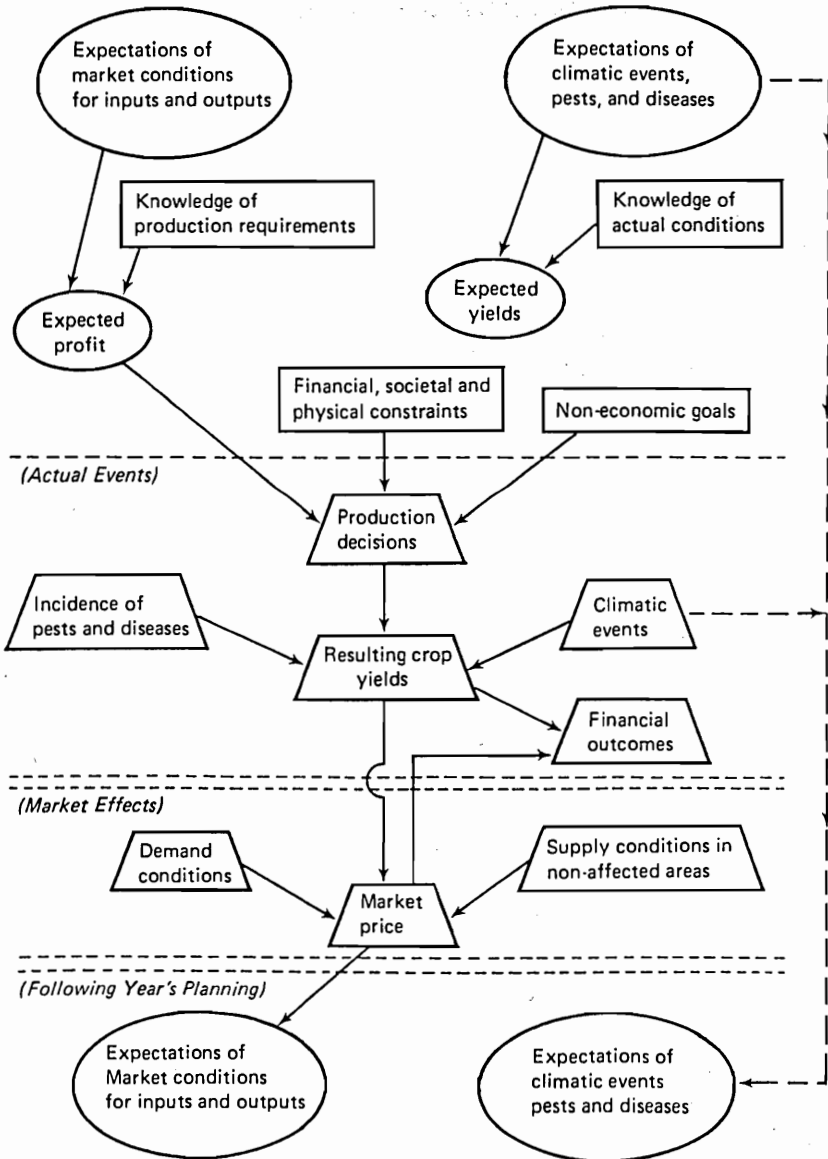 Expectations of
market conditions
for inputs and outputs
Expectations of
climatic events,
pests, and diseases
Knowledge of
production requirements
Knowledge of
actual conditions
Expected
profit
Expected
yields
Financial, societal and
physical constraints
Non-economic goals
(Actual Events)
Production
decisions
Incidence of
pests and diseases
Climatic
events
Resulting crop
yields
Financial
outcomes
(Market Effects)
Demand
conditions
Supply conditions in
non-affected areas
Market
price
(Following Year's Planning)
Expectations of
Market conditions
for inputs and outputs
Expectations of
climatic events
pests and diseases